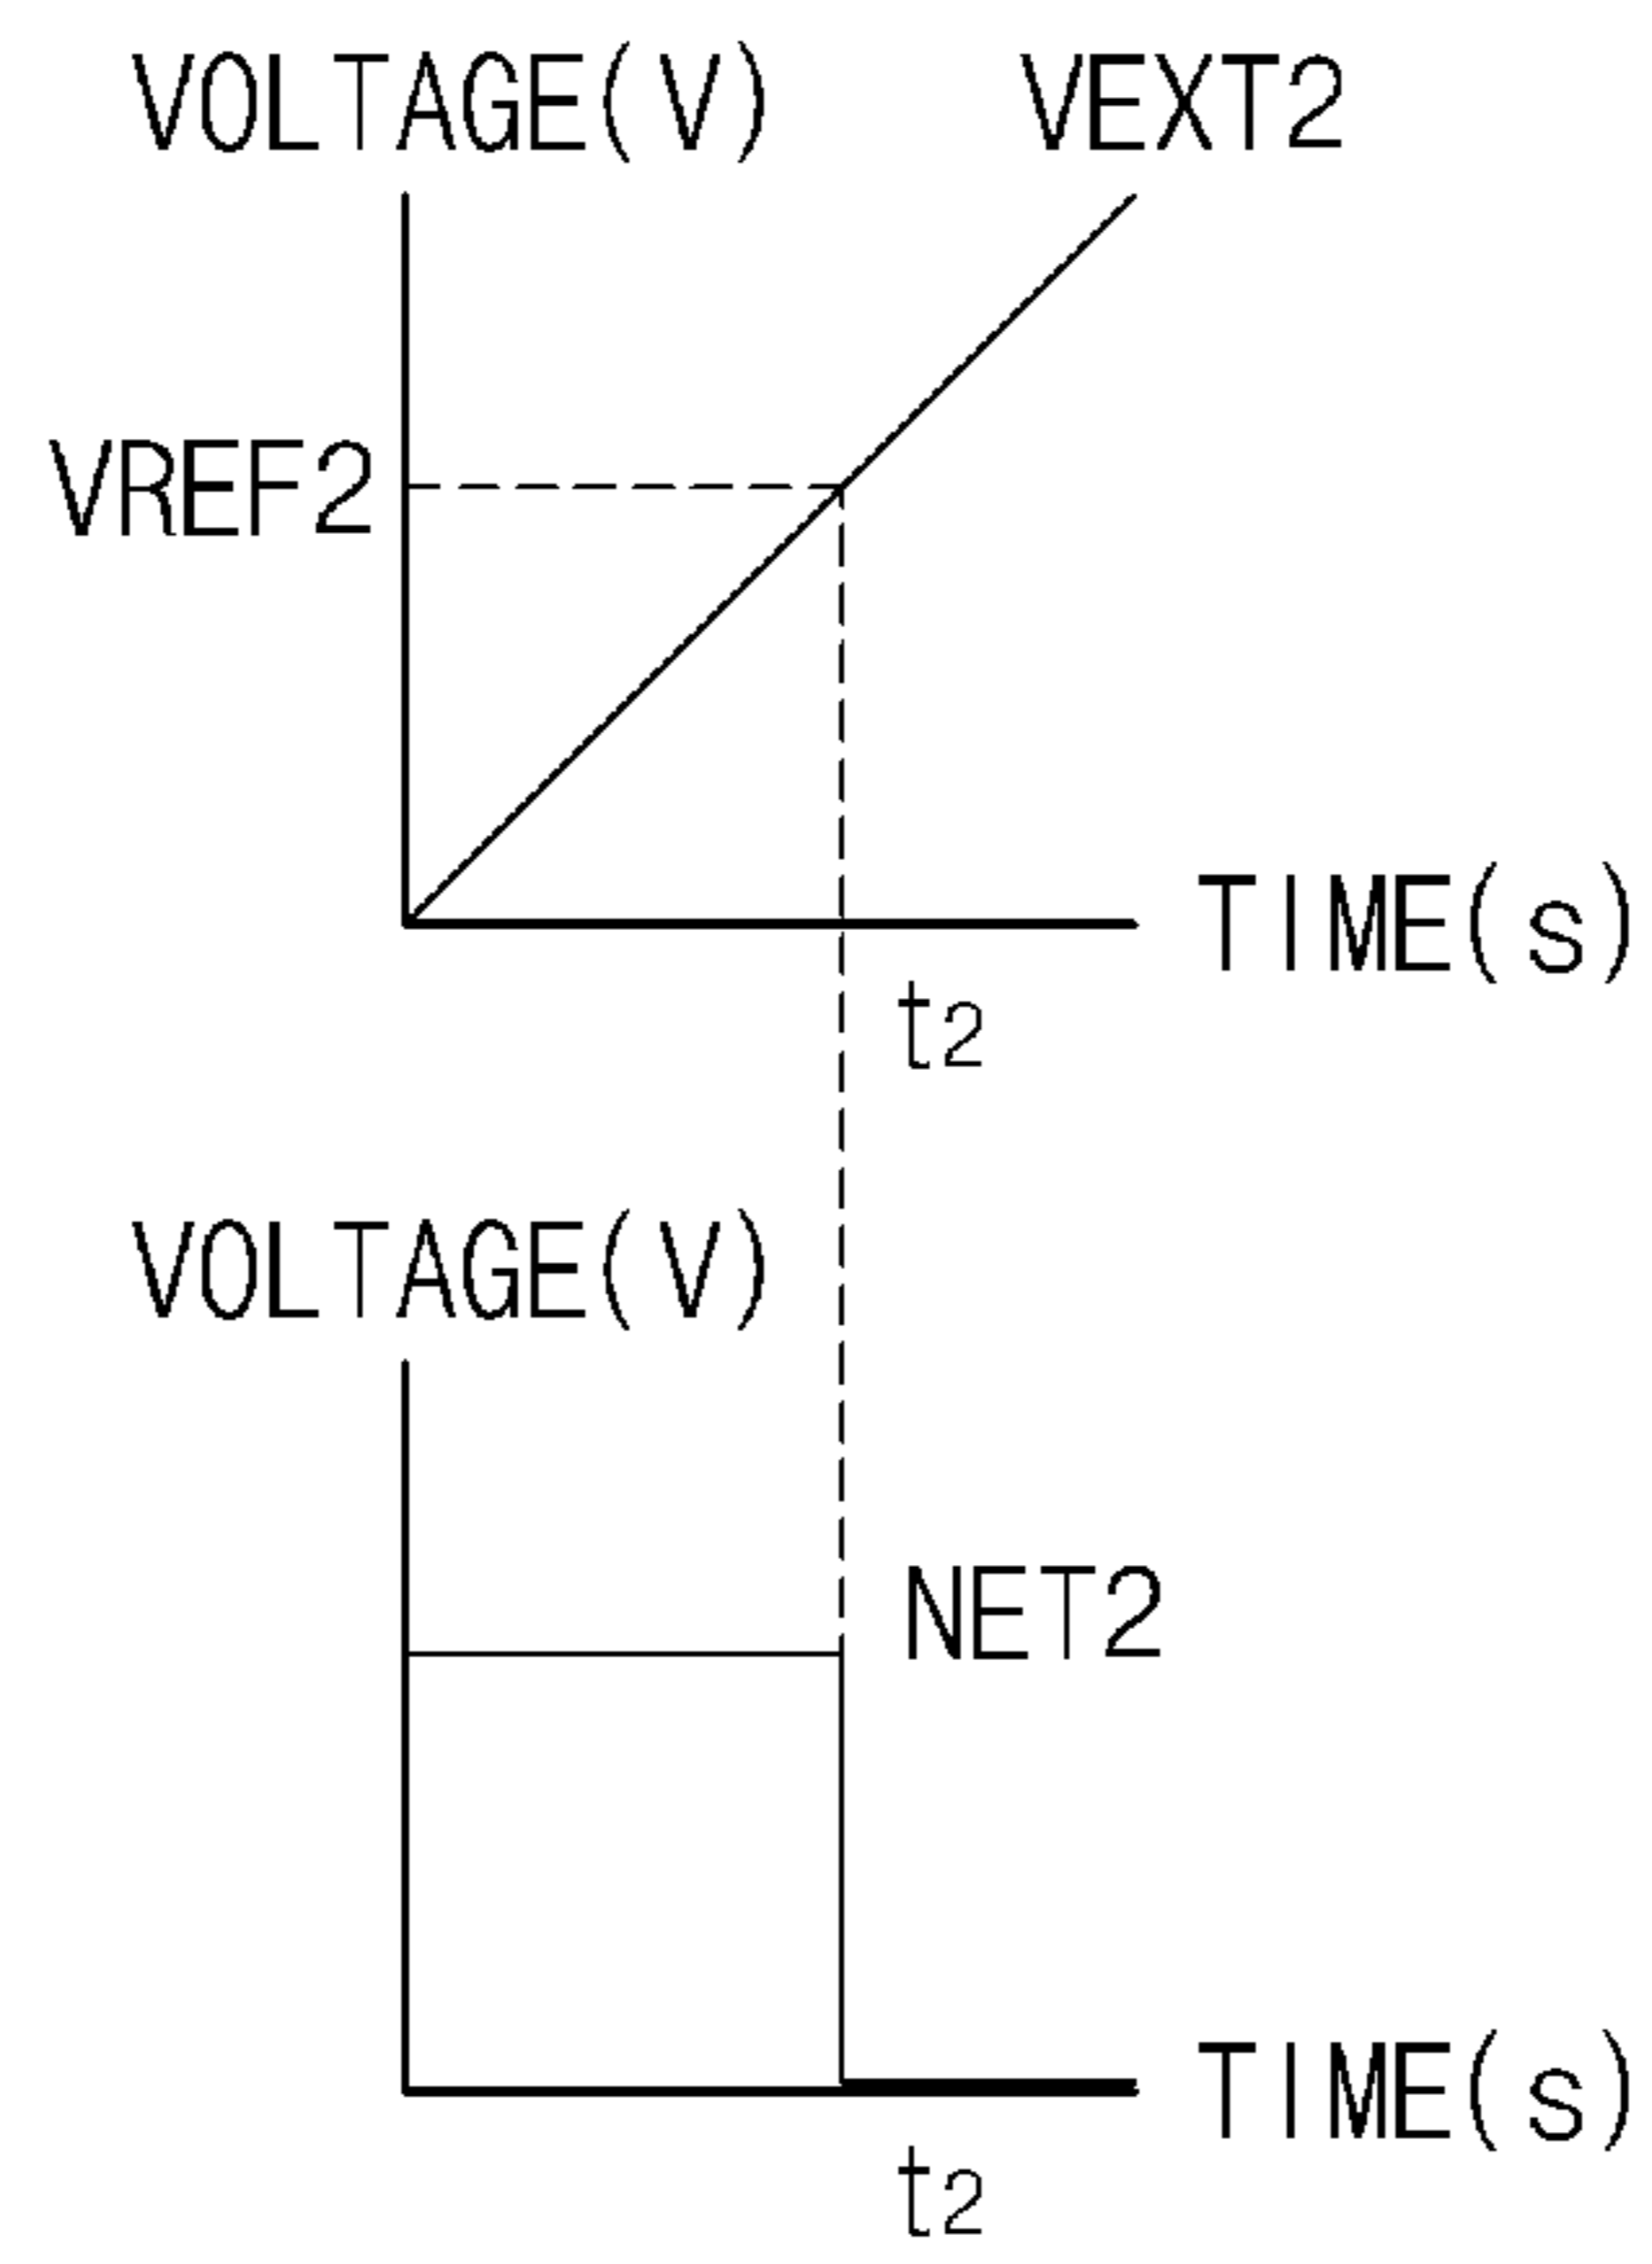 VOLTAGE(V) VEXT2
VREF2
TIME(s)
t2
VOLTAGE(V)
NET2
TIME(s)
t2